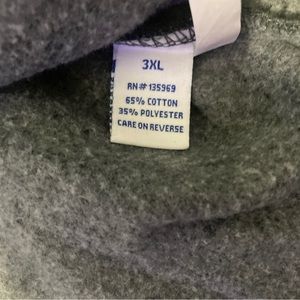 3XL
RN# 135969
65% COTTON
35% POLYESTER
CARE ON REVERSE